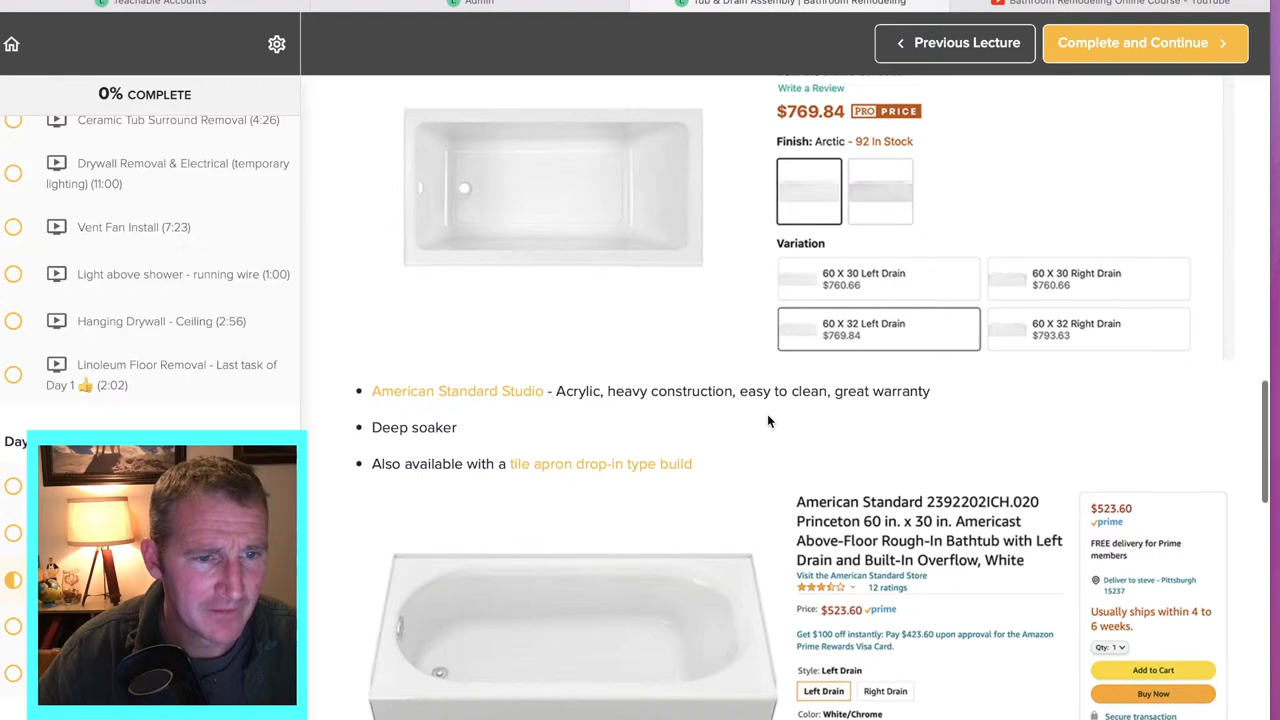 Teachable Accounts
Admin
Tub & Drain Assembly | Bathroom Remodeling
Bathroom Remodeling Online Course - YouTube
Previous Lecture
Complete and Continue
0% COMPLETE
Ceramic Tub Surround Removal (4:26)
Drywall Removal & Electrical (temporary
lighting) (11:00)
Vent Fan Install (7:23)
Light above shower - running wire (1:00)
Hanging Drywall - Ceiling (2:56)
Linoleum Floor Removal - Last task of
Day 1 👍 (2:02)
Day
Write a Review
$769.84 PRO PRICE
Finish: Arctic - 92 In Stock
Variation
60 X 30 Left Drain
$760.66
60 X 30 Right Drain
$760.66
60 X 32 Left Drain
$769.84
60 X 32 Right Drain
$793.63
• American Standard Studio - Acrylic, heavy construction, easy to clean, great warranty
• Deep soaker
• Also available with a tile apron drop-in type build
American Standard 2392202ICH.020
Princeton 60 in. x 30 in. Americast
Above-Floor Rough-In Bathtub with Left
Drain and Built-In Overflow, White
Visit the American Standard Store
12 ratings
Price: $523.60 prime
Get $100 off instantly: Pay $423.60 upon approval for the Amazon
Prime Rewards Visa Card.
Style: Left Drain
Left Drain
Right Drain
Color: White/Chrome
$523.60
prime
FREE delivery for Prime
members
Deliver to steve - Pittsburgh
15237
Usually ships within 4 to
6 weeks.
Qty: 1
Add to Cart
Buy Now
Secure transaction